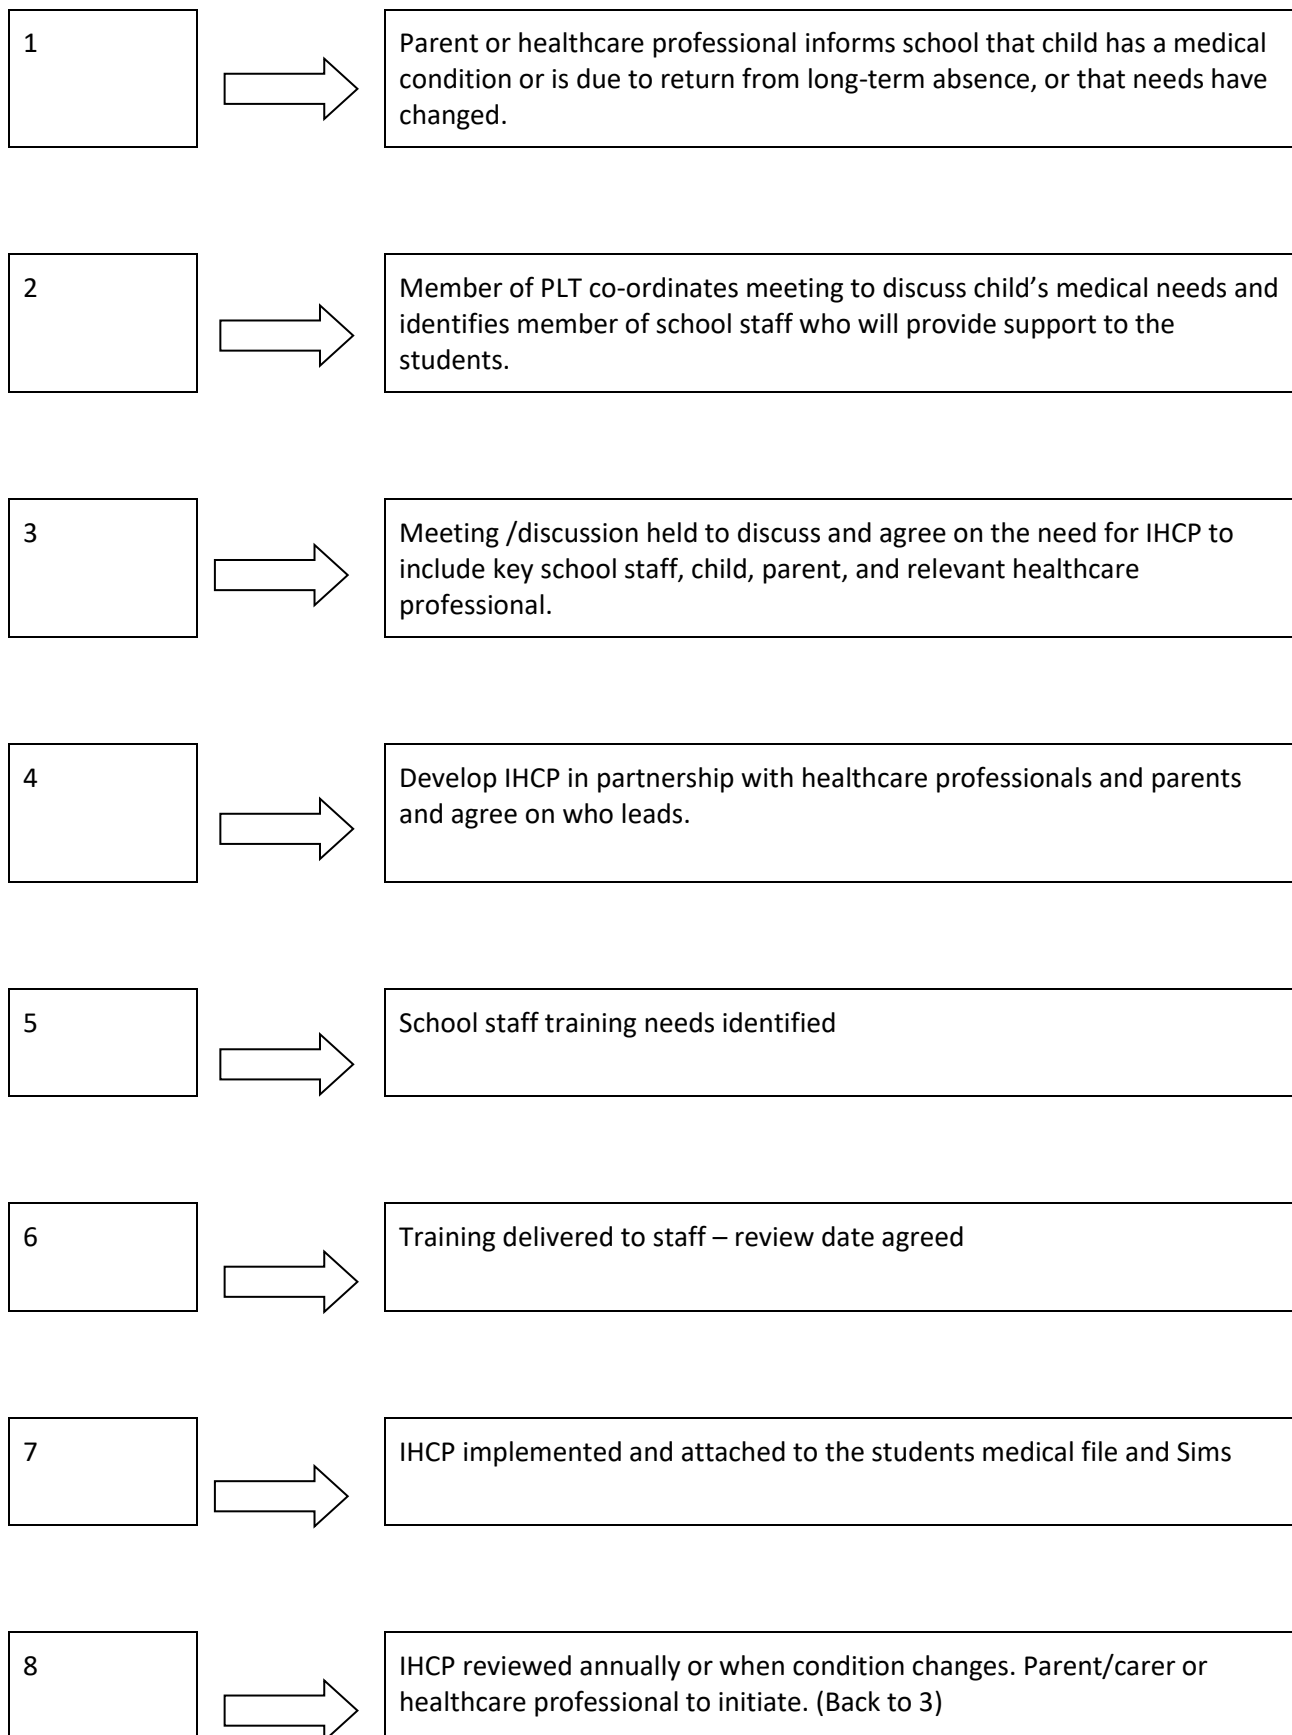 1
Parent or healthcare professional informs school that child has a medical
condition or is due to return from long-term absence, or that needs have
changed.
2
Member of PLT co-ordinates meeting to discuss child’s medical needs and
identifies member of school staff who will provide support to the
students.
3
Meeting /discussion held to discuss and agree on the need for IHCP to
include key school staff, child, parent, and relevant healthcare
professional.
4
Develop IHCP in partnership with healthcare professionals and parents
and agree on who leads.
5
School staff training needs identified
6
Training delivered to staff – review date agreed
7
IHCP implemented and attached to the students medical file and Sims
8
IHCP reviewed annually or when condition changes. Parent/carer or
healthcare professional to initiate. (Back to 3)